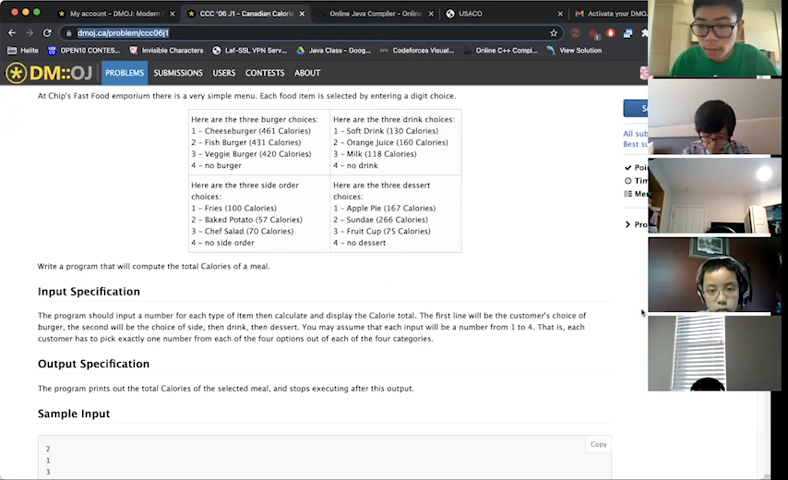 My account - DMOJ: Modern
CCC '06 J1 - Canadian Calorie
Online Java Compiler - Online
USACO
Activate your DMOJ
dmoj.ca/problem/ccc06j1
Halite
OPEN10 CONTES...
Invisible Characters
Laf-SSL VPN Serv...
Java Class - Goog...
Codeforces Visual...
Online C++ Compi...
View Solution
DM::OJ
PROBLEMS
SUBMISSIONS
USERS
CONTESTS
ABOUT
At Chip's Fast Food emporium there is a very simple menu. Each food item is selected by entering a digit choice.
Here are the three burger choices:
1 – Cheeseburger (461 Calories)
2 – Fish Burger (431 Calories)
3 – Veggie Burger (420 Calories)
4 – no burger
Here are the three drink choices:
1 – Soft Drink (130 Calories)
2 – Orange Juice (160 Calories)
3 – Milk (118 Calories)
4 – no drink
Here are the three side order
choices:
1 – Fries (100 Calories)
2 – Baked Potato (57 Calories)
3 – Chef Salad (70 Calories)
4 – no side order
Here are the three dessert
choices:
1 – Apple Pie (167 Calories)
2 – Sundae (266 Calories)
3 – Fruit Cup (75 Calories)
4 – no dessert
Write a program that will compute the total Calories of a meal.
Input Specification
The program should input a number for each type of item then calculate and display the Calorie total. The first line will be the customer's choice of
burger, the second will be the choice of side, then drink, then dessert. You may assume that each input will be a number from 1 to 4. That is, each
customer has to pick exactly one number from each of the four options out of each of the four categories.
Output Specification
The program prints out the total Calories of the selected meal, and stops executing after this output.
Sample Input
Copy
2
1
3
All sub
Best su
Poin
Tim
Me
Pro